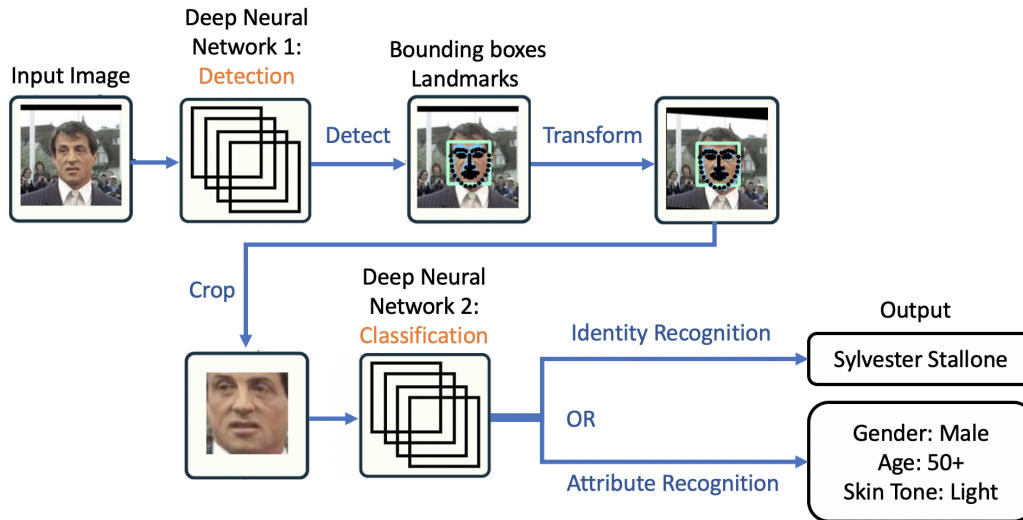 Input Image
Deep Neural
Network 1:
Detection
Detect
Bounding boxes
Landmarks
Transform
Crop
Deep Neural
Network 2:
Classification
Identity Recognition
OR
Attribute Recognition
Output
Sylvester Stallone
Gender: Male
Age: 50+
Skin Tone: Light